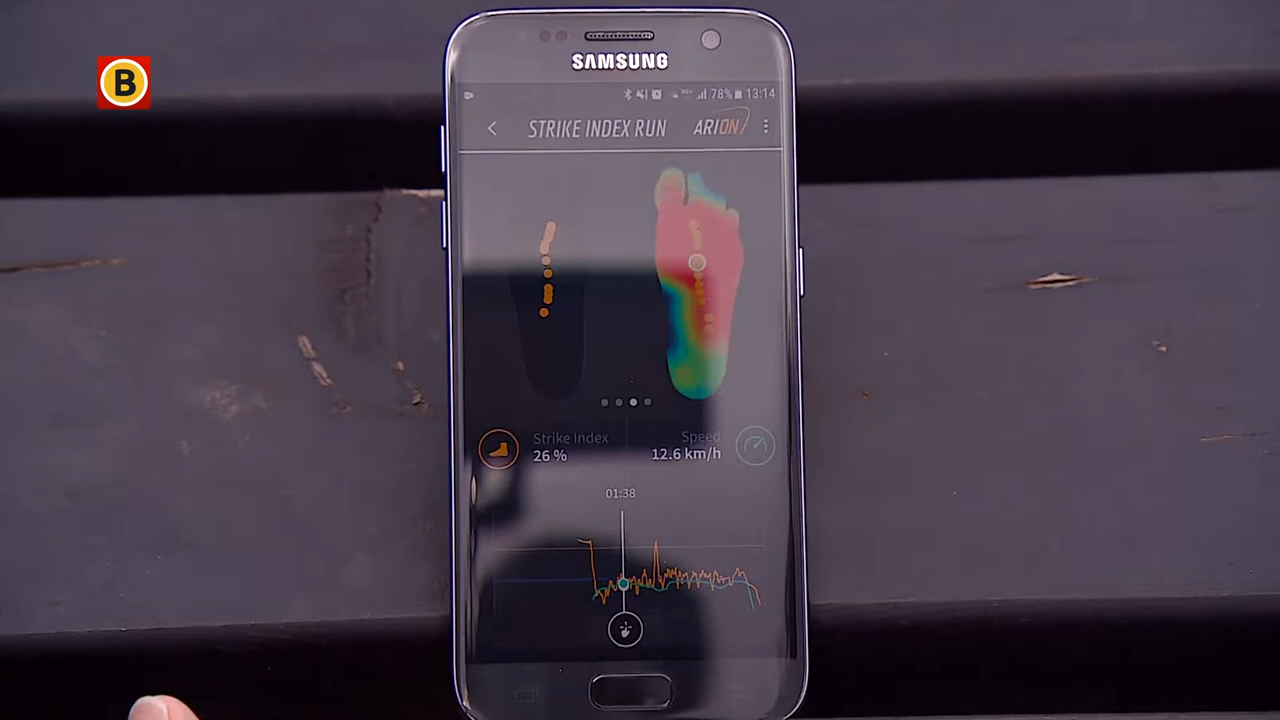 B
SAMSUNG
78% 13:14
STRIKE INDEX RUN ARION
Strike Index
26 %
Speed
12.6 km/h
01:38